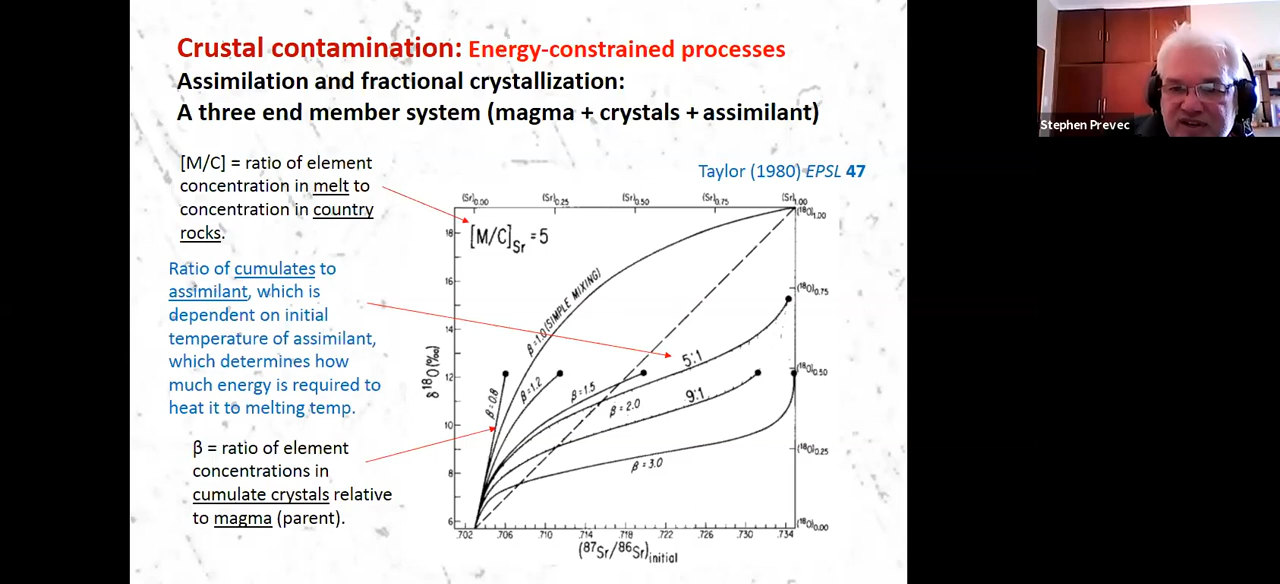 Crustal contamination: Energy-constrained processes
Assimilation and fractional crystallization:
A three end member system (magma + crystals + assimilant)
Stephen Prevec
[M/C] = ratio of element
concentration in melt to
concentration in country
rocks.
Ratio of cumulates to
assimilant, which is
dependent on initial
temperature of assimilant,
which determines how
much energy is required to
heat it to melting temp.
β = ratio of element
concentrations in
cumulate crystals relative
to magma (parent).
Taylor (1980) EPSL 47
(Sr)0.00 (Sr)0.25 (Sr)0.50 (Sr)0.75 (Sr)1.00
[M/C]Sr = 5
18
16
14
12
10
8
6
δ18O(‰)
β=1.0 (SIMPLE MIXING)
β=0.8
β=1.2
β=1.5
β=2.0
5:1
9:1
β=3.0
(18O)1.00
(18O)0.75
(18O)0.50
(18O)0.25
(18O)0.00
.702 .706 .710 .714 .718 .722 .726 .730 .734
(87Sr/86Sr)initial